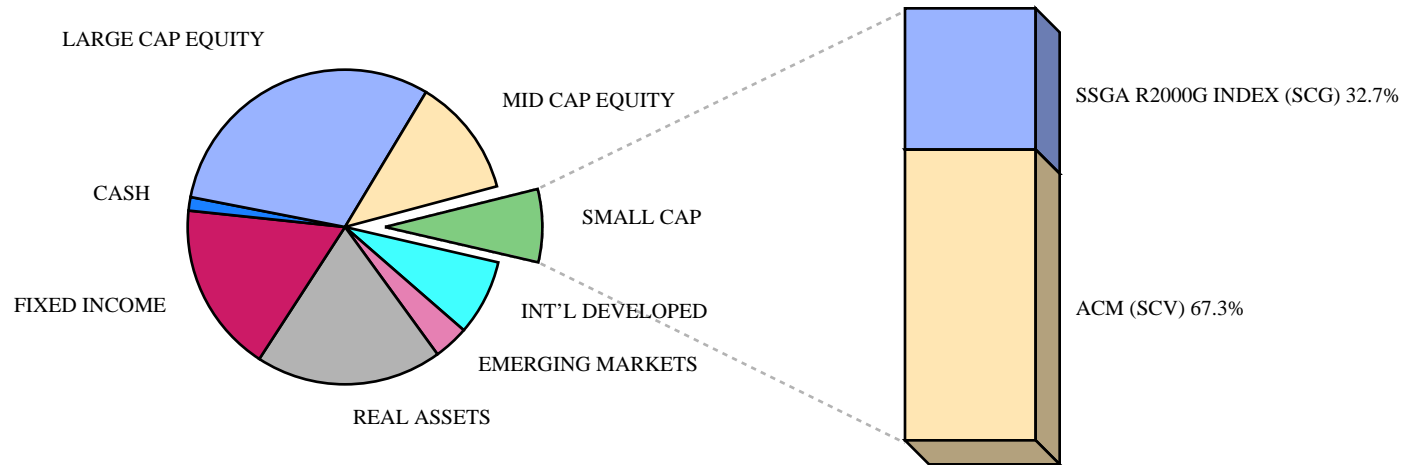 LARGE CAP EQUITY
MID CAP EQUITY
SSGA R2000G INDEX (SCG) 32.7%
CASH
SMALL CAP
FIXED INCOME
INT'L DEVELOPED
ACM (SCV) 67.3%
EMERGING MARKETS
REAL ASSETS